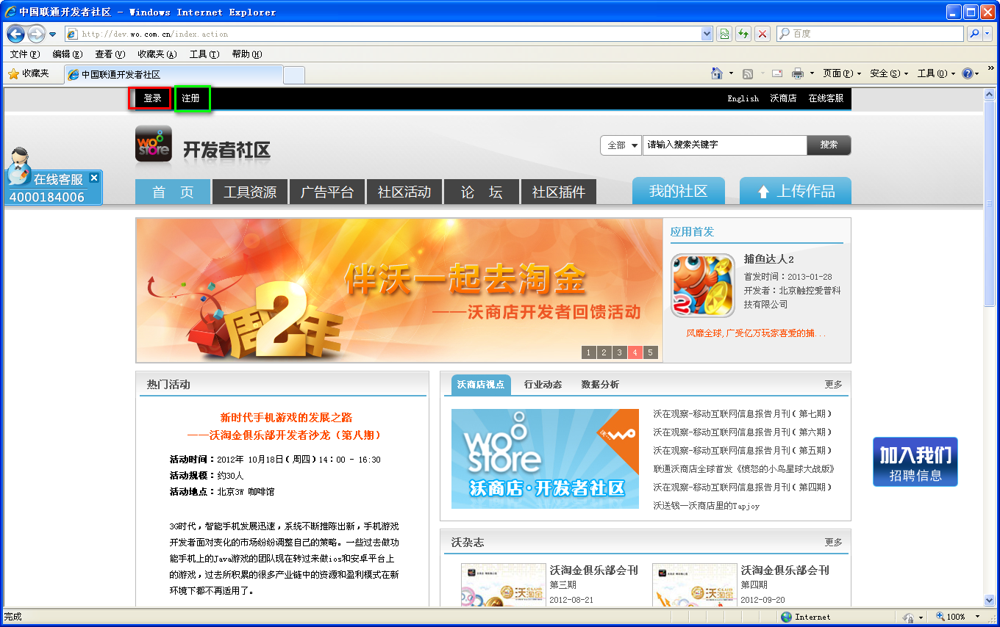 中国联通开发者社区 - Windows Internet Explorer
http://dev.wo.com.cn/index.action
百度
文件(F) 编辑(E) 查看(V) 收藏夹(A) 工具(T) 帮助(H)
收藏夹 中国联通开发者社区 页面(P) 安全(S) 工具(O)
登录 注册 English 沃商店 在线客服
wo store 开发者社区 全部 请输入搜索关键字 搜索
在线客服
4000184006
首 页 工具资源 广告平台 社区活动 论 坛 社区插件 我的社区 上传作品
伴沃一起去淘金
——沃商店开发者回馈活动
2周年
1 2 3 4 5
应用首发
捕鱼达人2
首发时间：2013-01-28
开发者：北京触控爱普科
技有限公司
2
风靡全球,广受亿万玩家喜爱的捕...
热门活动
新时代手机游戏的发展之路
——沃淘金俱乐部开发者沙龙（第八期）
活动时间：2012年 10月18日(周四)14：00 - 16:30
活动规模：约30人
活动地点：北京3W 咖啡馆
3G时代，智能手机发展迅速，系统不断推陈出新，手机游戏
开发者面对变化的市场纷纷调整自己的策略。一些过去做功
能手机上的Java游戏的团队现在转过来做ios和安卓平台上
的游戏，过去所积累的很多产业链中的资源和盈利模式在新
环境下都不再适用了。
沃商店视点 行业动态 数据分析 更多
wo store
沃商店·开发者社区
沃在观察-移动互联网信息报告月刊(第七期)
沃在观察-移动互联网信息报告月刊(第六期)
沃在观察-移动互联网信息报告月刊(第五期)
联通沃商店全球首发《愤怒的小鸟星球大战版》
沃在观察-移动互联网信息报告月刊(第四期)
沃送钱—沃商店里的Tapjoy
加入我们
招聘信息
沃杂志 更多
沃淘金 CLUB
沃淘金俱乐部会刊
第三期
2012-08-21
沃淘金 CLUB
沃淘金俱乐部会刊
第四期
2012-09-20
完成 Internet 100%